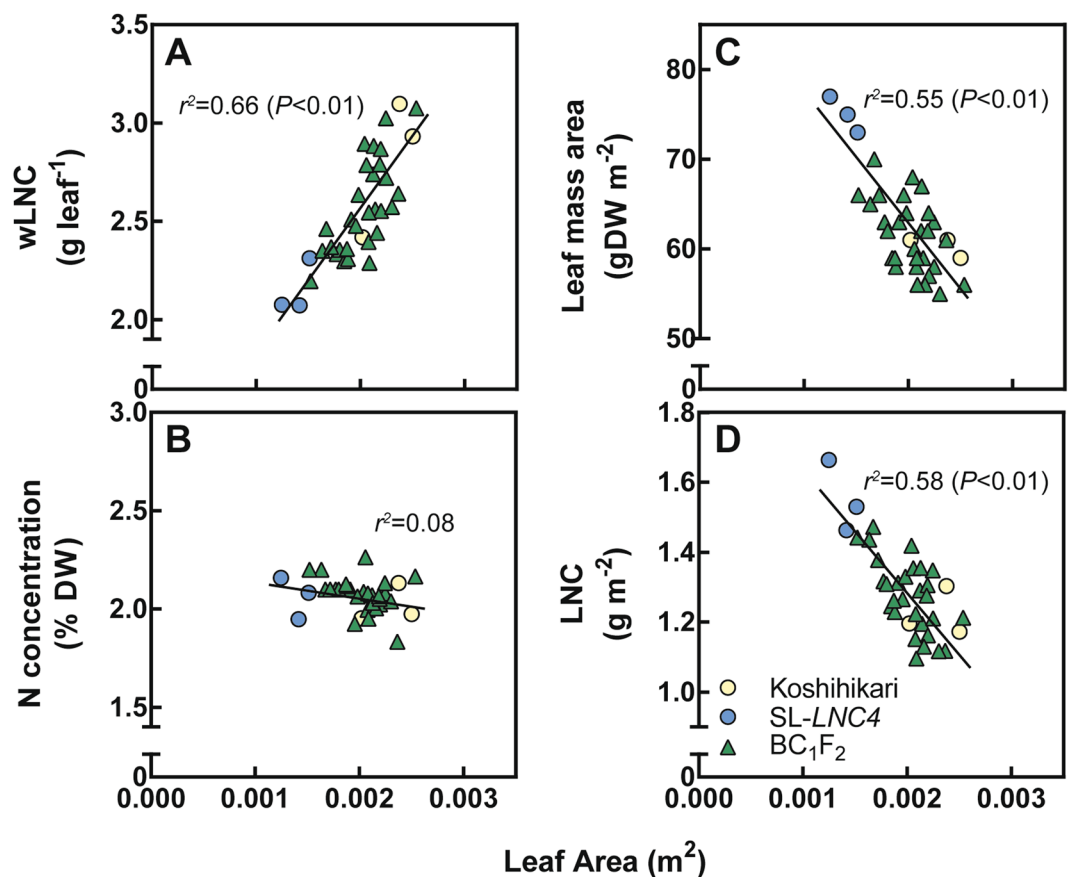 A
r²=0.66 (P<0.01)
wLNC
(g leaf⁻¹)
3.5
3.0
2.5
2.0
0
C
r²=0.55 (P<0.01)
Leaf mass area
(gDW m⁻²)
80
70
60
50
0
B
r²=0.08
N concentration
(% DW)
3.0
2.5
2.0
1.5
0
0.000 0.001 0.002 0.003
D
r²=0.58 (P<0.01)
LNC
(g m⁻²)
1.8
1.6
1.4
1.2
1.0
0
Koshihikari
SL-LNC4
BC₁F₂
0.000 0.001 0.002 0.003
Leaf Area (m²)